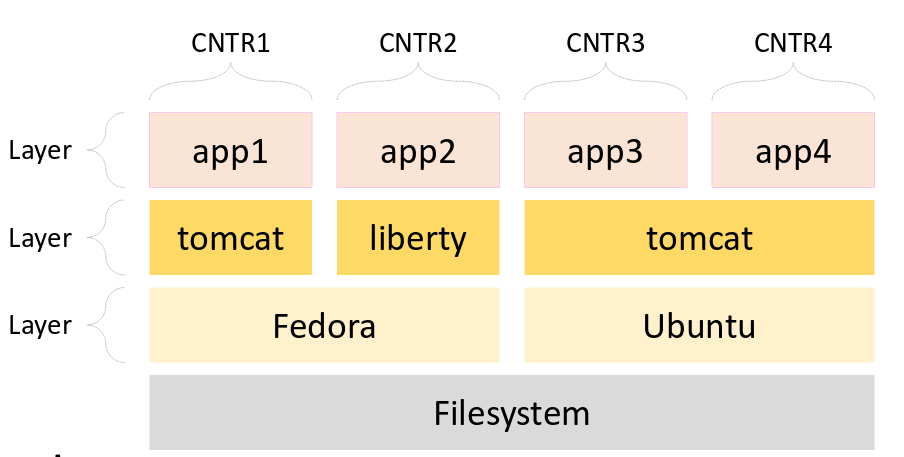 CNTR1 CNTR2 CNTR3 CNTR4
Layer app1 app2 app3 app4
Layer tomcat liberty tomcat
Layer Fedora Ubuntu
Filesystem